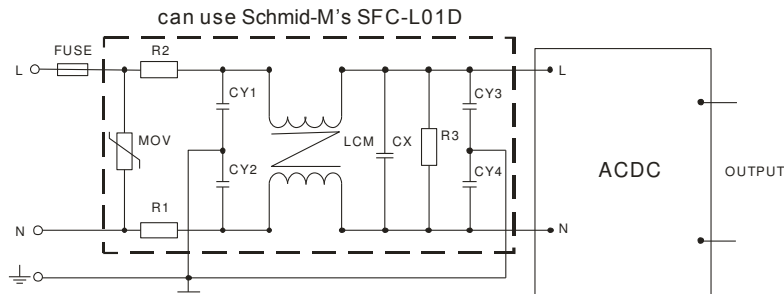 can use Schmid-M's SFC-L01D
FUSE
R2
L
L
CY1
CY3
MOV
LCM
CX
R3
ACDC
OUTPUT
CY2
CY4
R1
N
N